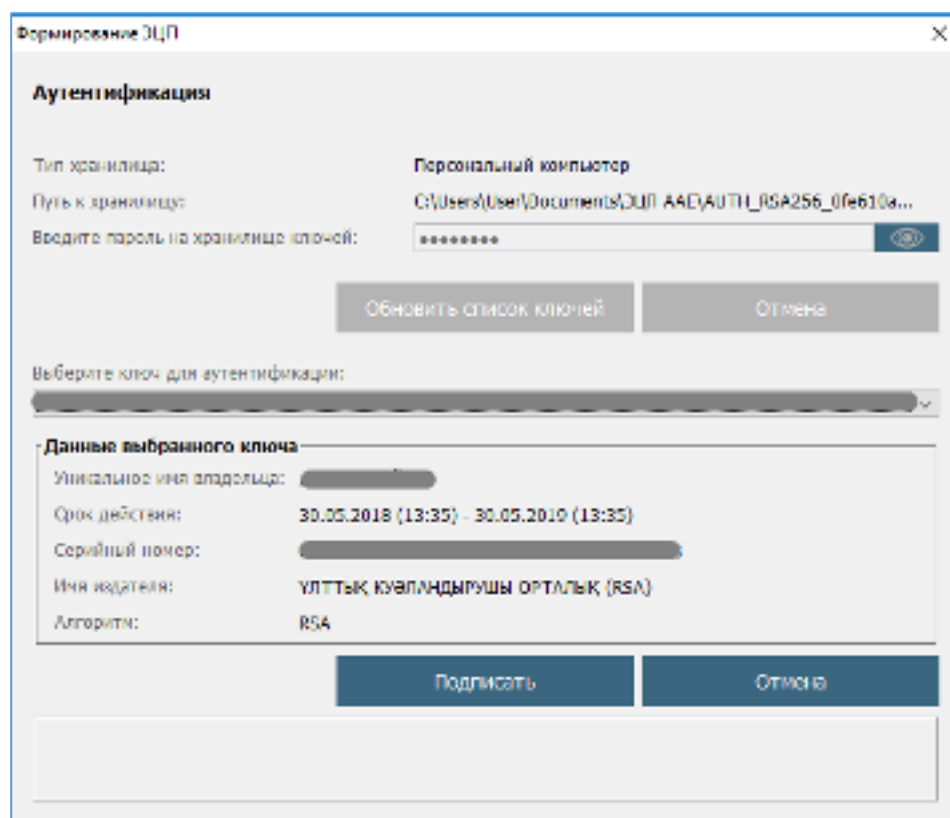 Формирование ЭЦП
Аутентификация
Тип хранилища: Персональный компьютер
Путь к хранилищу: C:\Users\User\Documents\ЭЦП ААЕ\AUTH_RSA256_0fe610a...
Введите пароль на хранилище ключей: ●●●●●●●●
Обновить список ключей Отмена
Выберите ключ для аутентификации:
Данные выбранного ключа
Уникальное имя владельца:
Срок действия: 30.05.2018 (13:35) - 30.05.2019 (13:35)
Серийный номер:
Имя издателя: ҰЛТТЫҚ КУӘЛАНДЫРУШЫ ОРТАЛЫҚ (RSA)
Алгоритм: RSA
Подписать Отмена